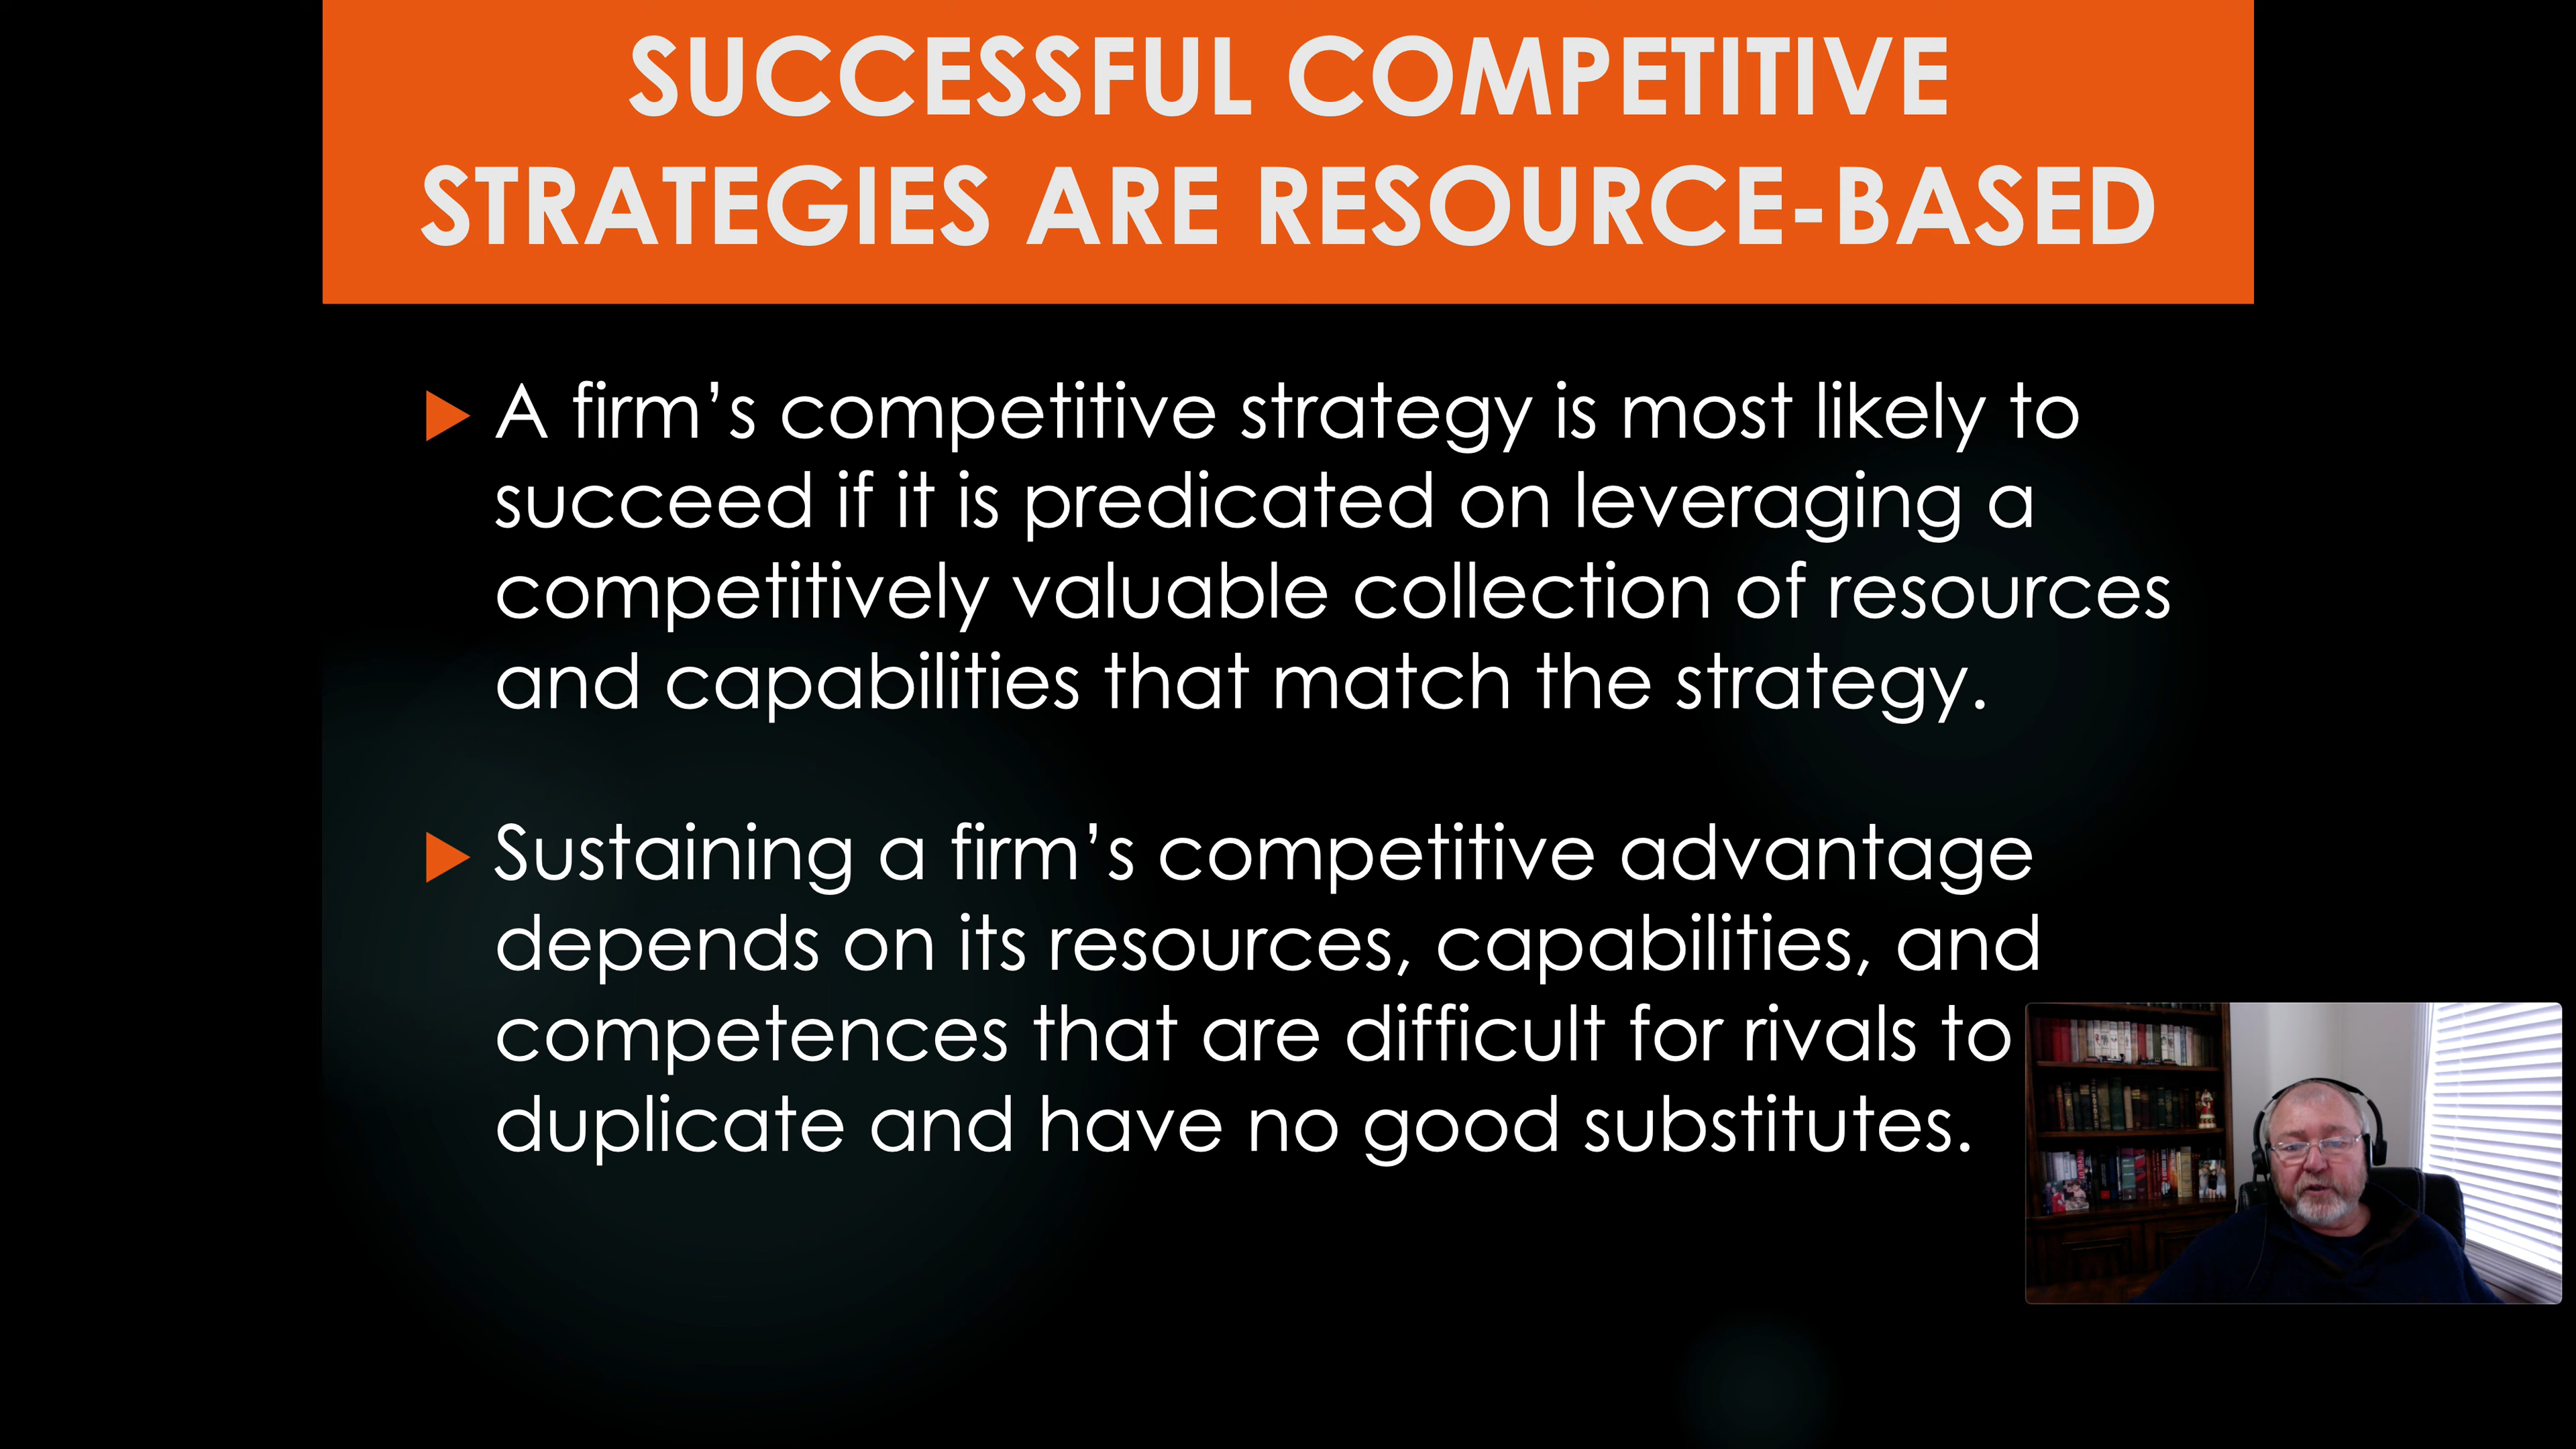 SUCCESSFUL COMPETITIVE
STRATEGIES ARE RESOURCE-BASED
A firm’s competitive strategy is most likely to
succeed if it is predicated on leveraging a
competitively valuable collection of resources
and capabilities that match the strategy.
Sustaining a firm’s competitive advantage
depends on its resources, capabilities, and
competences that are difficult for rivals to
duplicate and have no good substitutes.